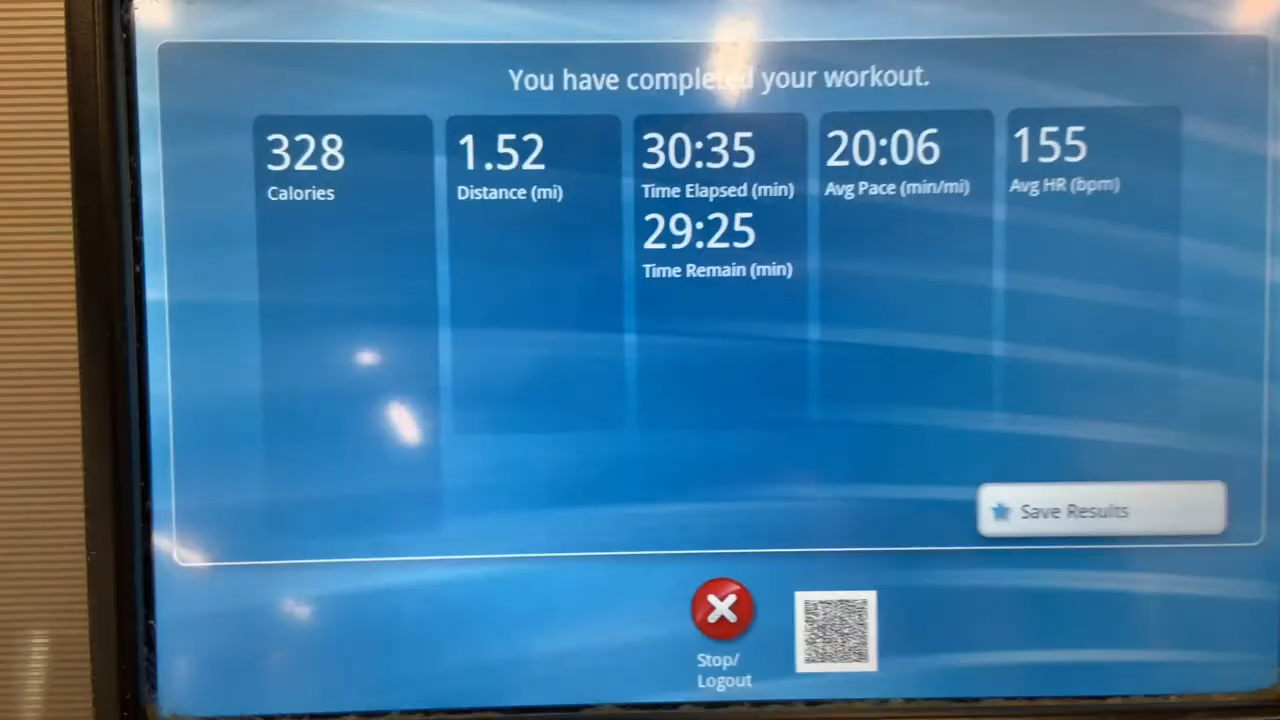 You have completed your workout.
328
Calories
1.52
Distance (mi)
30:35
Time Elapsed (min)
29:25
Time Remain (min)
20:06
Avg Pace (min/mi)
155
Avg HR (bpm)
Save Results
Stop/
Logout